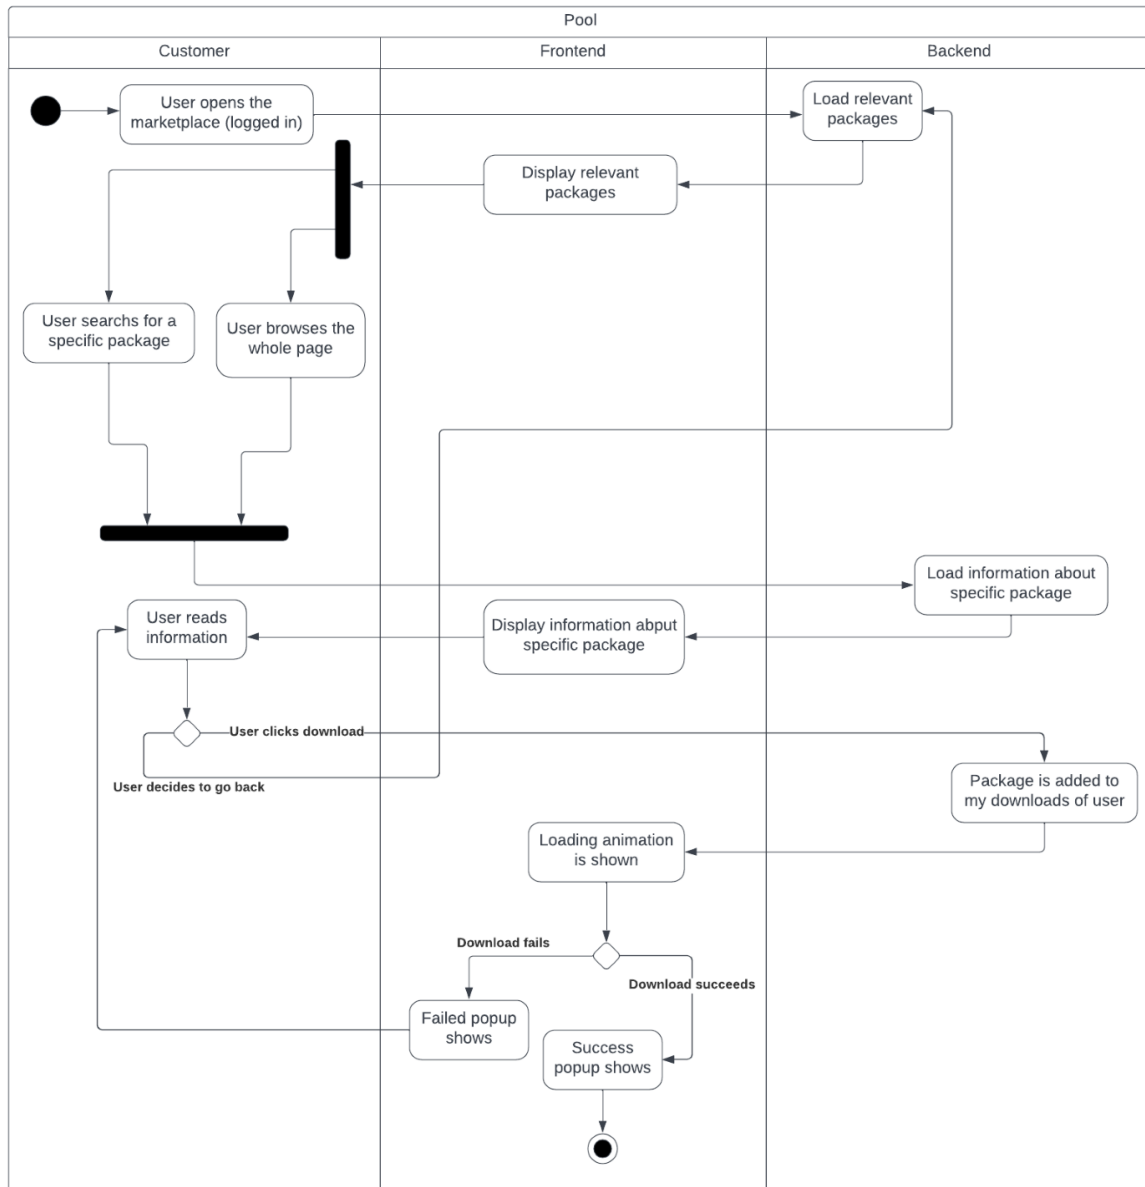 Pool
Customer
Frontend
Backend
User opens the
marketplace (logged in)
Load relevant
packages
Display relevant
packages
User searchs for a
specific package
User browses the
whole page
Load information about
specific package
User reads
information
Display information abput
specific package
User clicks download
User decides to go back
Package is added to
my downloads of user
Loading animation
is shown
Download fails
Download succeeds
Failed popup
shows
Success
popup shows